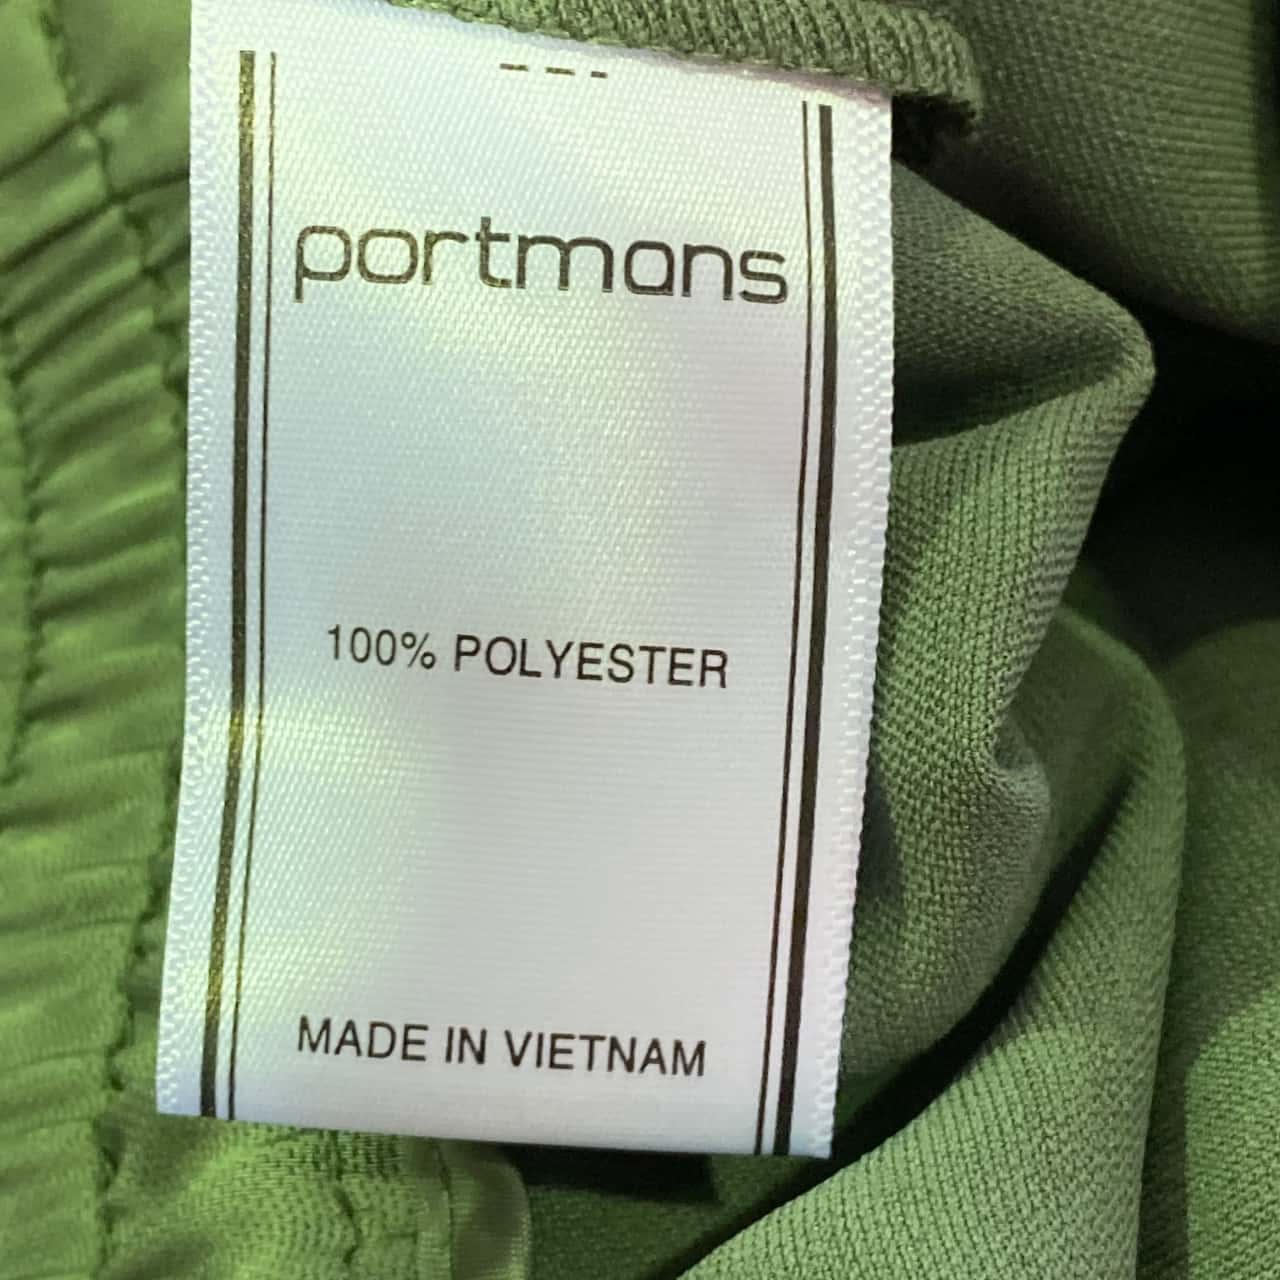 portmans
100% POLYESTER
MADE IN VIETNAM